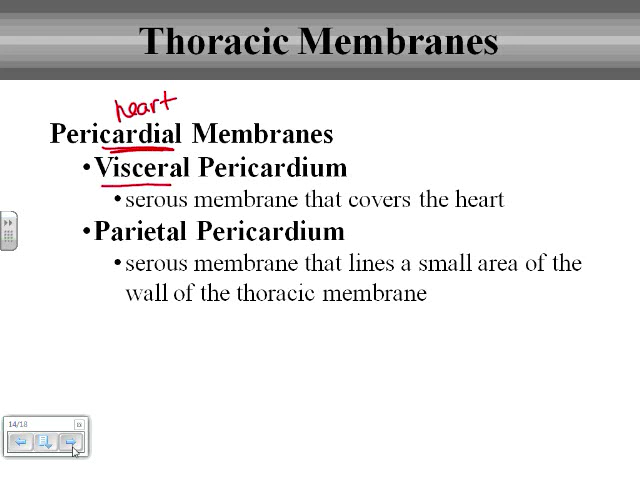 Thoracic Membranes
heart
Pericardial Membranes
•Visceral Pericardium
•serous membrane that covers the heart
•Parietal Pericardium
•serous membrane that lines a small area of the
wall of the thoracic membrane
14/18